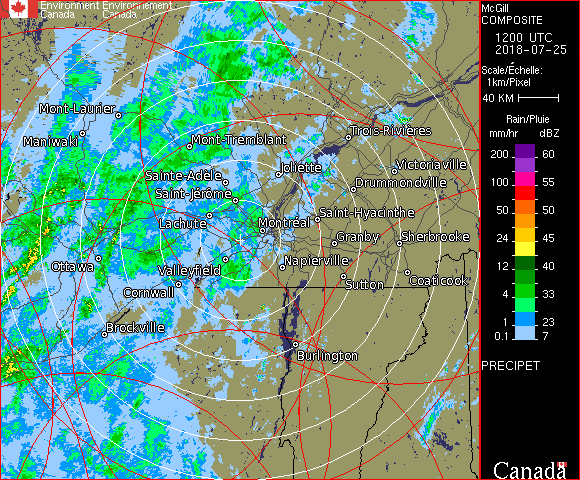 Environment Environnement
Canada Canada
McGill
COMPOSITE
1200 UTC
2018-07-25
Scale/Échelle:
1km/Pixel
40 KM
Rain/Pluie
mm/hr dBZ
200 60
100 55
50 50
24 45
12 40
4 33
1 23
0.1 7
PRECIPET
Canada
Mont-Laurier
Maniwaki
Mont-Tremblant
Trois-Rivières
Joliette
Victoriaville
Sainte-Adèle
Drummondville
Saint-Jérôme
Saint-Hyacinthe
Lachute
Montréal
Granby
Sherbrooke
Ottawa
Valleyfield
Napierville
Cornwall
Sutton
Coaticook
Brockville
Burlington